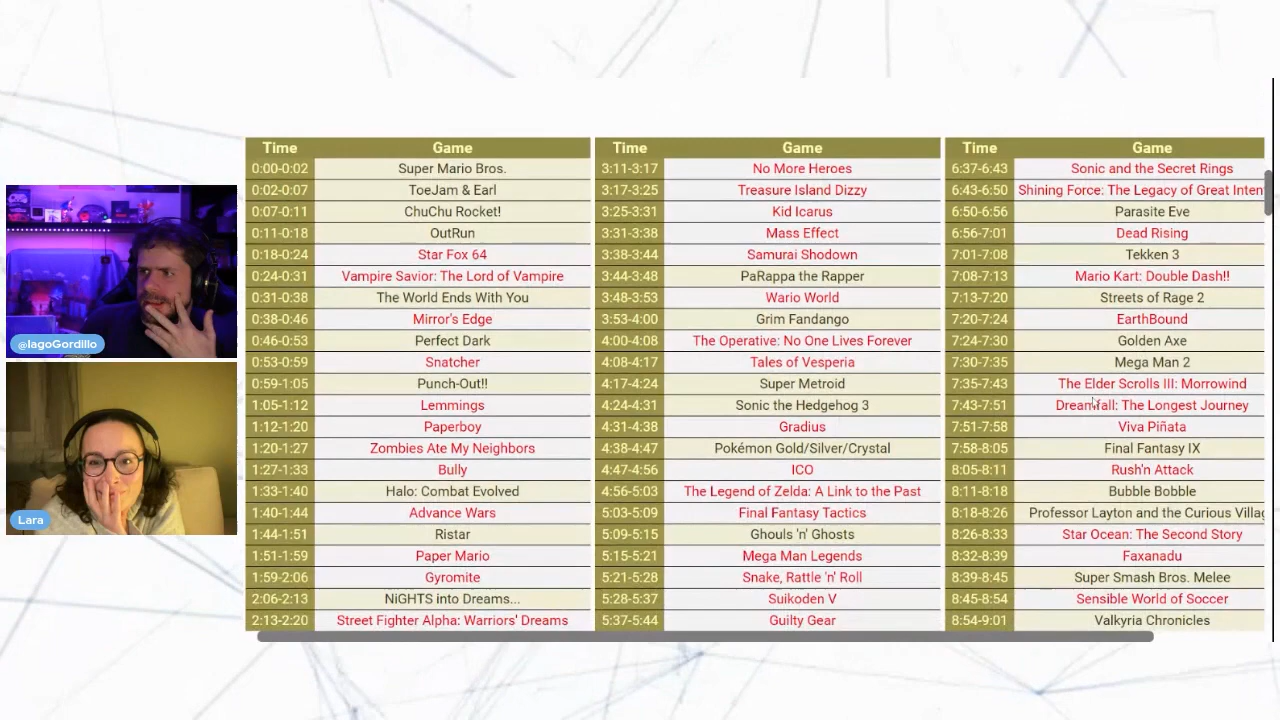 Time Game
0:00-0:02 Super Mario Bros.
0:02-0:07 ToeJam & Earl
0:07-0:11 ChuChu Rocket!
0:11-0:18 OutRun
0:18-0:24 Star Fox 64
0:24-0:31 Vampire Savior: The Lord of Vampire
0:31-0:38 The World Ends With You
0:38-0:46 Mirror's Edge
0:46-0:53 Perfect Dark
0:53-0:59 Snatcher
0:59-1:05 Punch-Out!!
1:05-1:12 Lemmings
1:12-1:20 Paperboy
1:20-1:27 Zombies Ate My Neighbors
1:27-1:33 Bully
1:33-1:40 Halo: Combat Evolved
1:40-1:44 Advance Wars
1:44-1:51 Ristar
1:51-1:59 Paper Mario
1:59-2:06 Gyromite
2:06-2:13 NiGHTS into Dreams...
2:13-2:20 Street Fighter Alpha: Warriors' Dreams
Time Game
3:11-3:17 No More Heroes
3:17-3:25 Treasure Island Dizzy
3:25-3:31 Kid Icarus
3:31-3:38 Mass Effect
3:38-3:44 Samurai Shodown
3:44-3:48 PaRappa the Rapper
3:48-3:53 Wario World
3:53-4:00 Grim Fandango
4:00-4:08 The Operative: No One Lives Forever
4:08-4:17 Tales of Vesperia
4:17-4:24 Super Metroid
4:24-4:31 Sonic the Hedgehog 3
4:31-4:38 Gradius
4:38-4:47 Pokémon Gold/Silver/Crystal
4:47-4:56 ICO
4:56-5:03 The Legend of Zelda: A Link to the Past
5:03-5:09 Final Fantasy Tactics
5:09-5:15 Ghouls 'n' Ghosts
5:15-5:21 Mega Man Legends
5:21-5:28 Snake, Rattle 'n' Roll
5:28-5:37 Suikoden V
5:37-5:44 Guilty Gear
Time Game
6:37-6:43 Sonic and the Secret Rings
6:43-6:50 Shining Force: The Legacy of Great Inten
6:50-6:56 Parasite Eve
6:56-7:01 Dead Rising
7:01-7:08 Tekken 3
7:08-7:13 Mario Kart: Double Dash!!
7:13-7:20 Streets of Rage 2
7:20-7:24 EarthBound
7:24-7:30 Golden Axe
7:30-7:35 Mega Man 2
7:35-7:43 The Elder Scrolls III: Morrowind
7:43-7:51 Dreamfall: The Longest Journey
7:51-7:58 Viva Piñata
7:58-8:05 Final Fantasy IX
8:05-8:11 Rush'n Attack
8:11-8:18 Bubble Bobble
8:18-8:26 Professor Layton and the Curious Villag
8:26-8:33 Star Ocean: The Second Story
8:32-8:39 Faxanadu
8:39-8:45 Super Smash Bros. Melee
8:45-8:54 Sensible World of Soccer
8:54-9:01 Valkyria Chronicles
@IagoGordillo
Lara